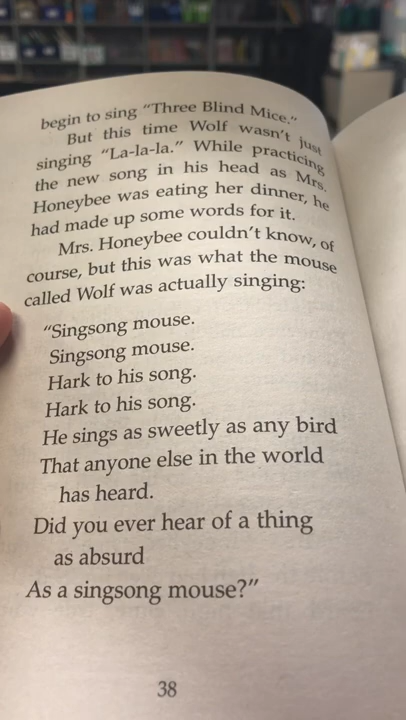 begin to sing "Three Blind Mice."
But this time Wolf wasn't just
singing "La-la-la." While practicing
the new song in his head as Mrs.
Honeybee was eating her dinner, he
had made up some words for it.
Mrs. Honeybee couldn't know, of
course, but this was what the mouse
called Wolf was actually singing:
"Singsong mouse.
Singsong mouse.
Hark to his song.
Hark to his song.
He sings as sweetly as any bird
That anyone else in the world
has heard.
Did you ever hear of a thing
as absurd
As a singsong mouse?"
38